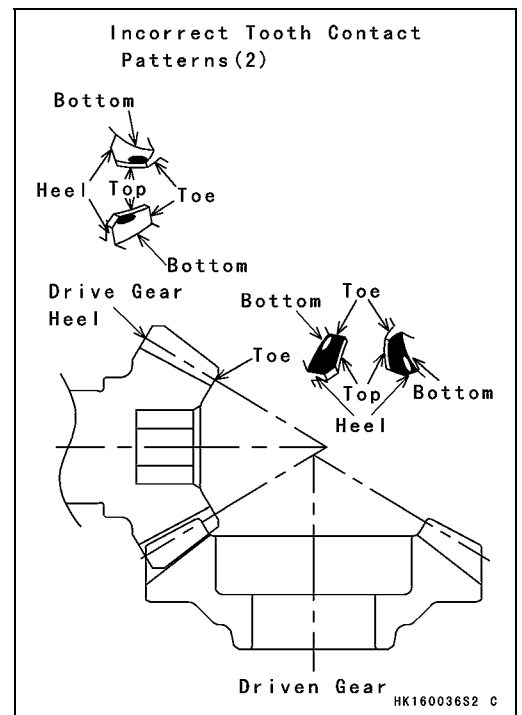 Incorrect Tooth Contact
Patterns(2)
Bottom
Heel Top Toe
Bottom
Drive Gear
Heel
Toe
Bottom Toe
Top Bottom
Heel
Driven Gear
HK160036S2 C